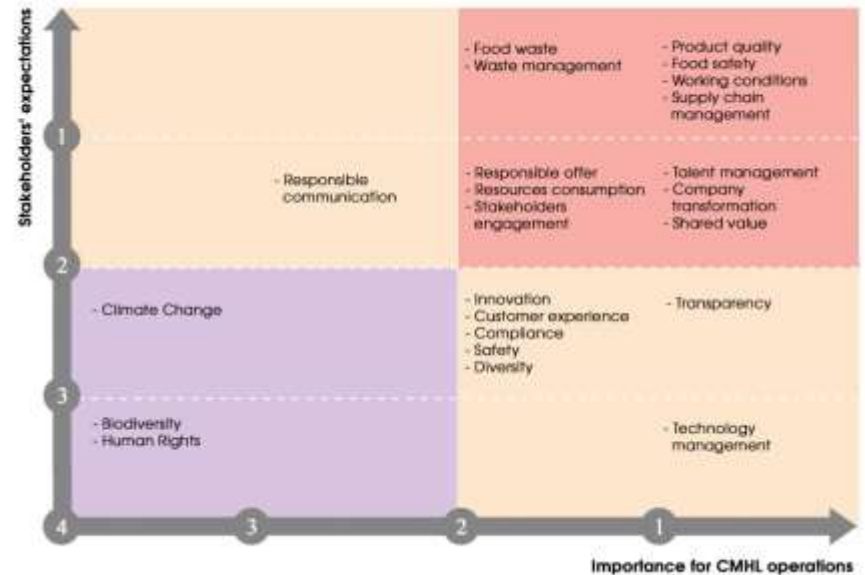 Stakeholders' expectations
- Food waste
- Waste management
- Product quality
- Food safety
- Working conditions
- Supply chain
management
1
- Responsible
communication
- Responsible offer
- Resources consumption
- Stakeholders
engagement
- Talent management
- Company
transformation
- Shared value
2
- Climate Change
- Innovation
- Customer experience
- Compliance
- Safety
- Diversity
- Transparency
3
- Biodiversity
- Human Rights
- Technology
management
4
3
2
1
Importance for CMHL operations